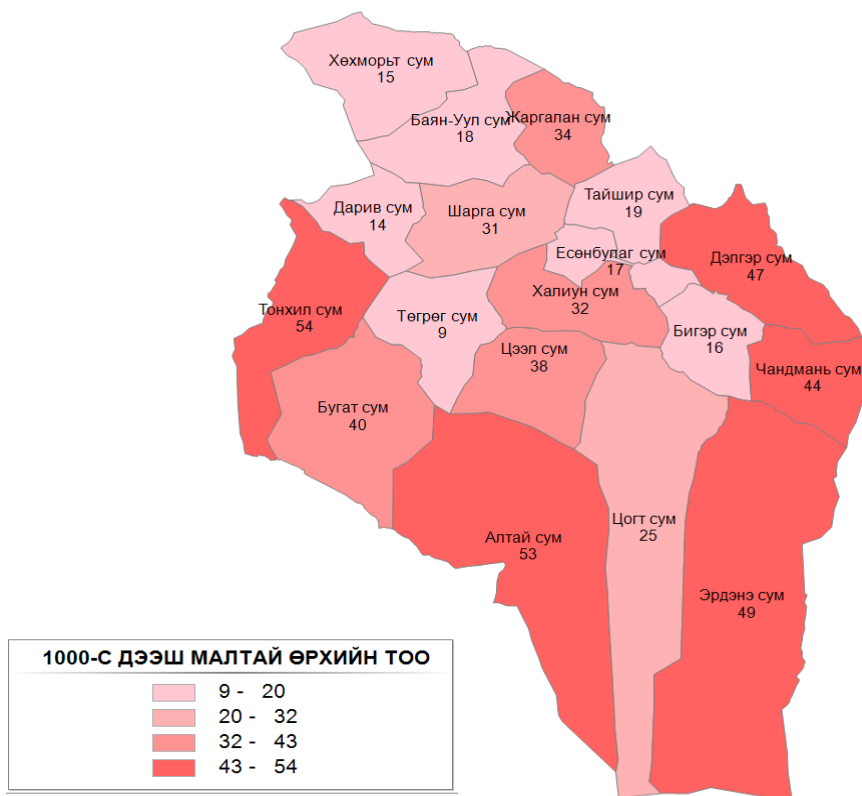 Хөхморьт сум
15
Баян-Уул сум
18
Жаргалан сум
34
Тайшир сум
19
Дарив сум
14
Шарга сум
31
Есөнбулаг сум
17
Дэлгэр сум
47
Халиун сум
32
Тонхил сум
54
Төгрөг сум
9
Бигэр сум
16
Цээл сум
38
Чандмань сум
44
Бугат сум
40
Цогт сум
25
Алтай сум
53
Эрдэнэ сум
49
1000-С ДЭЭШ МАЛТАЙ ӨРХИЙН ТОО
9 - 20
20 - 32
32 - 43
43 - 54